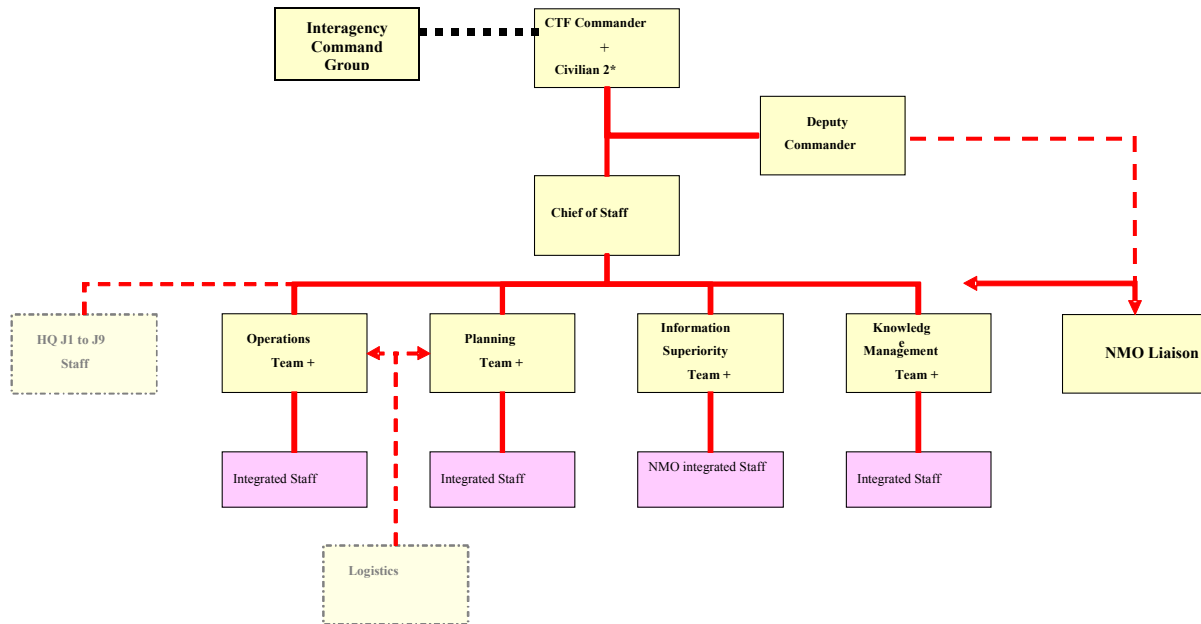 Interagency
Command
Group
CTF Commander
+
Civilian 2*
Deputy
Commander
Chief of Staff
HQ J1 to J9
Staff
Operations
Team +
Planning
Team +
Information
Superiority
Team +
Knowledg
e
Management
Team +
NMO Liaison
Integrated Staff
Integrated Staff
NMO integrated Staff
Integrated Staff
Logistics